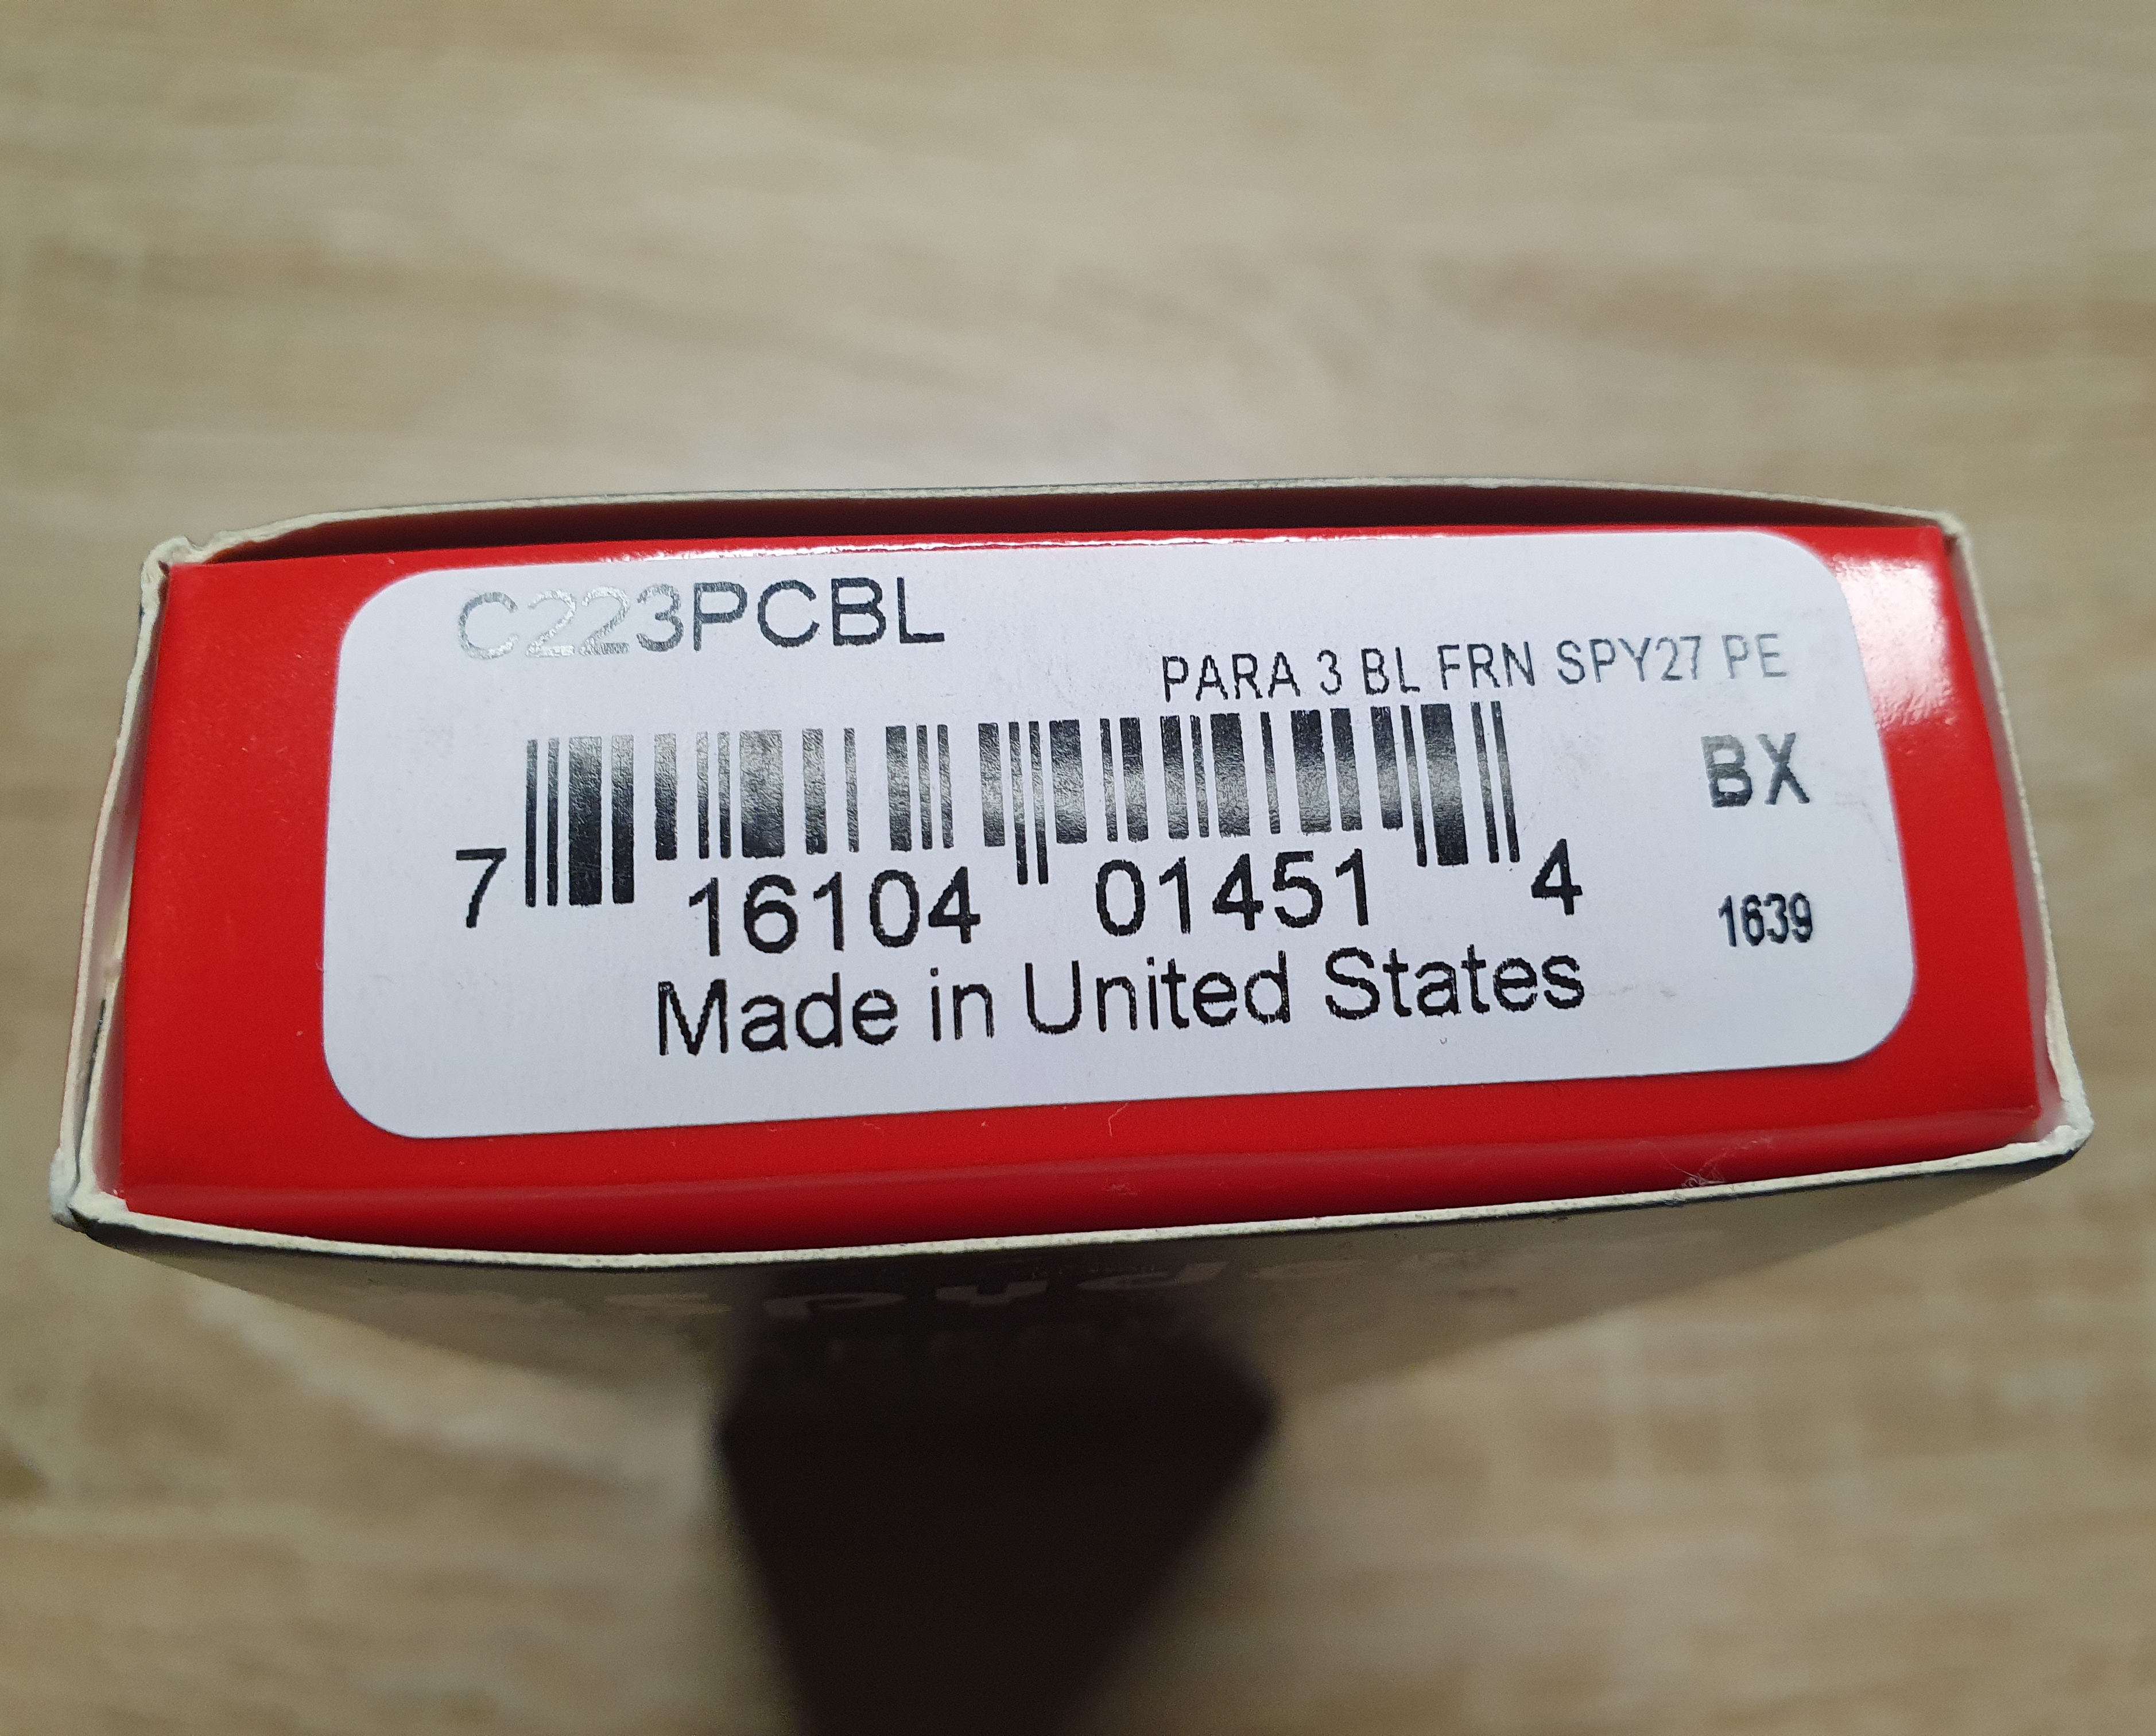 C223PCBL
PARA 3 BL FRN SPY27 PE
BX
7 16104 01451 4
1639
Made in United States